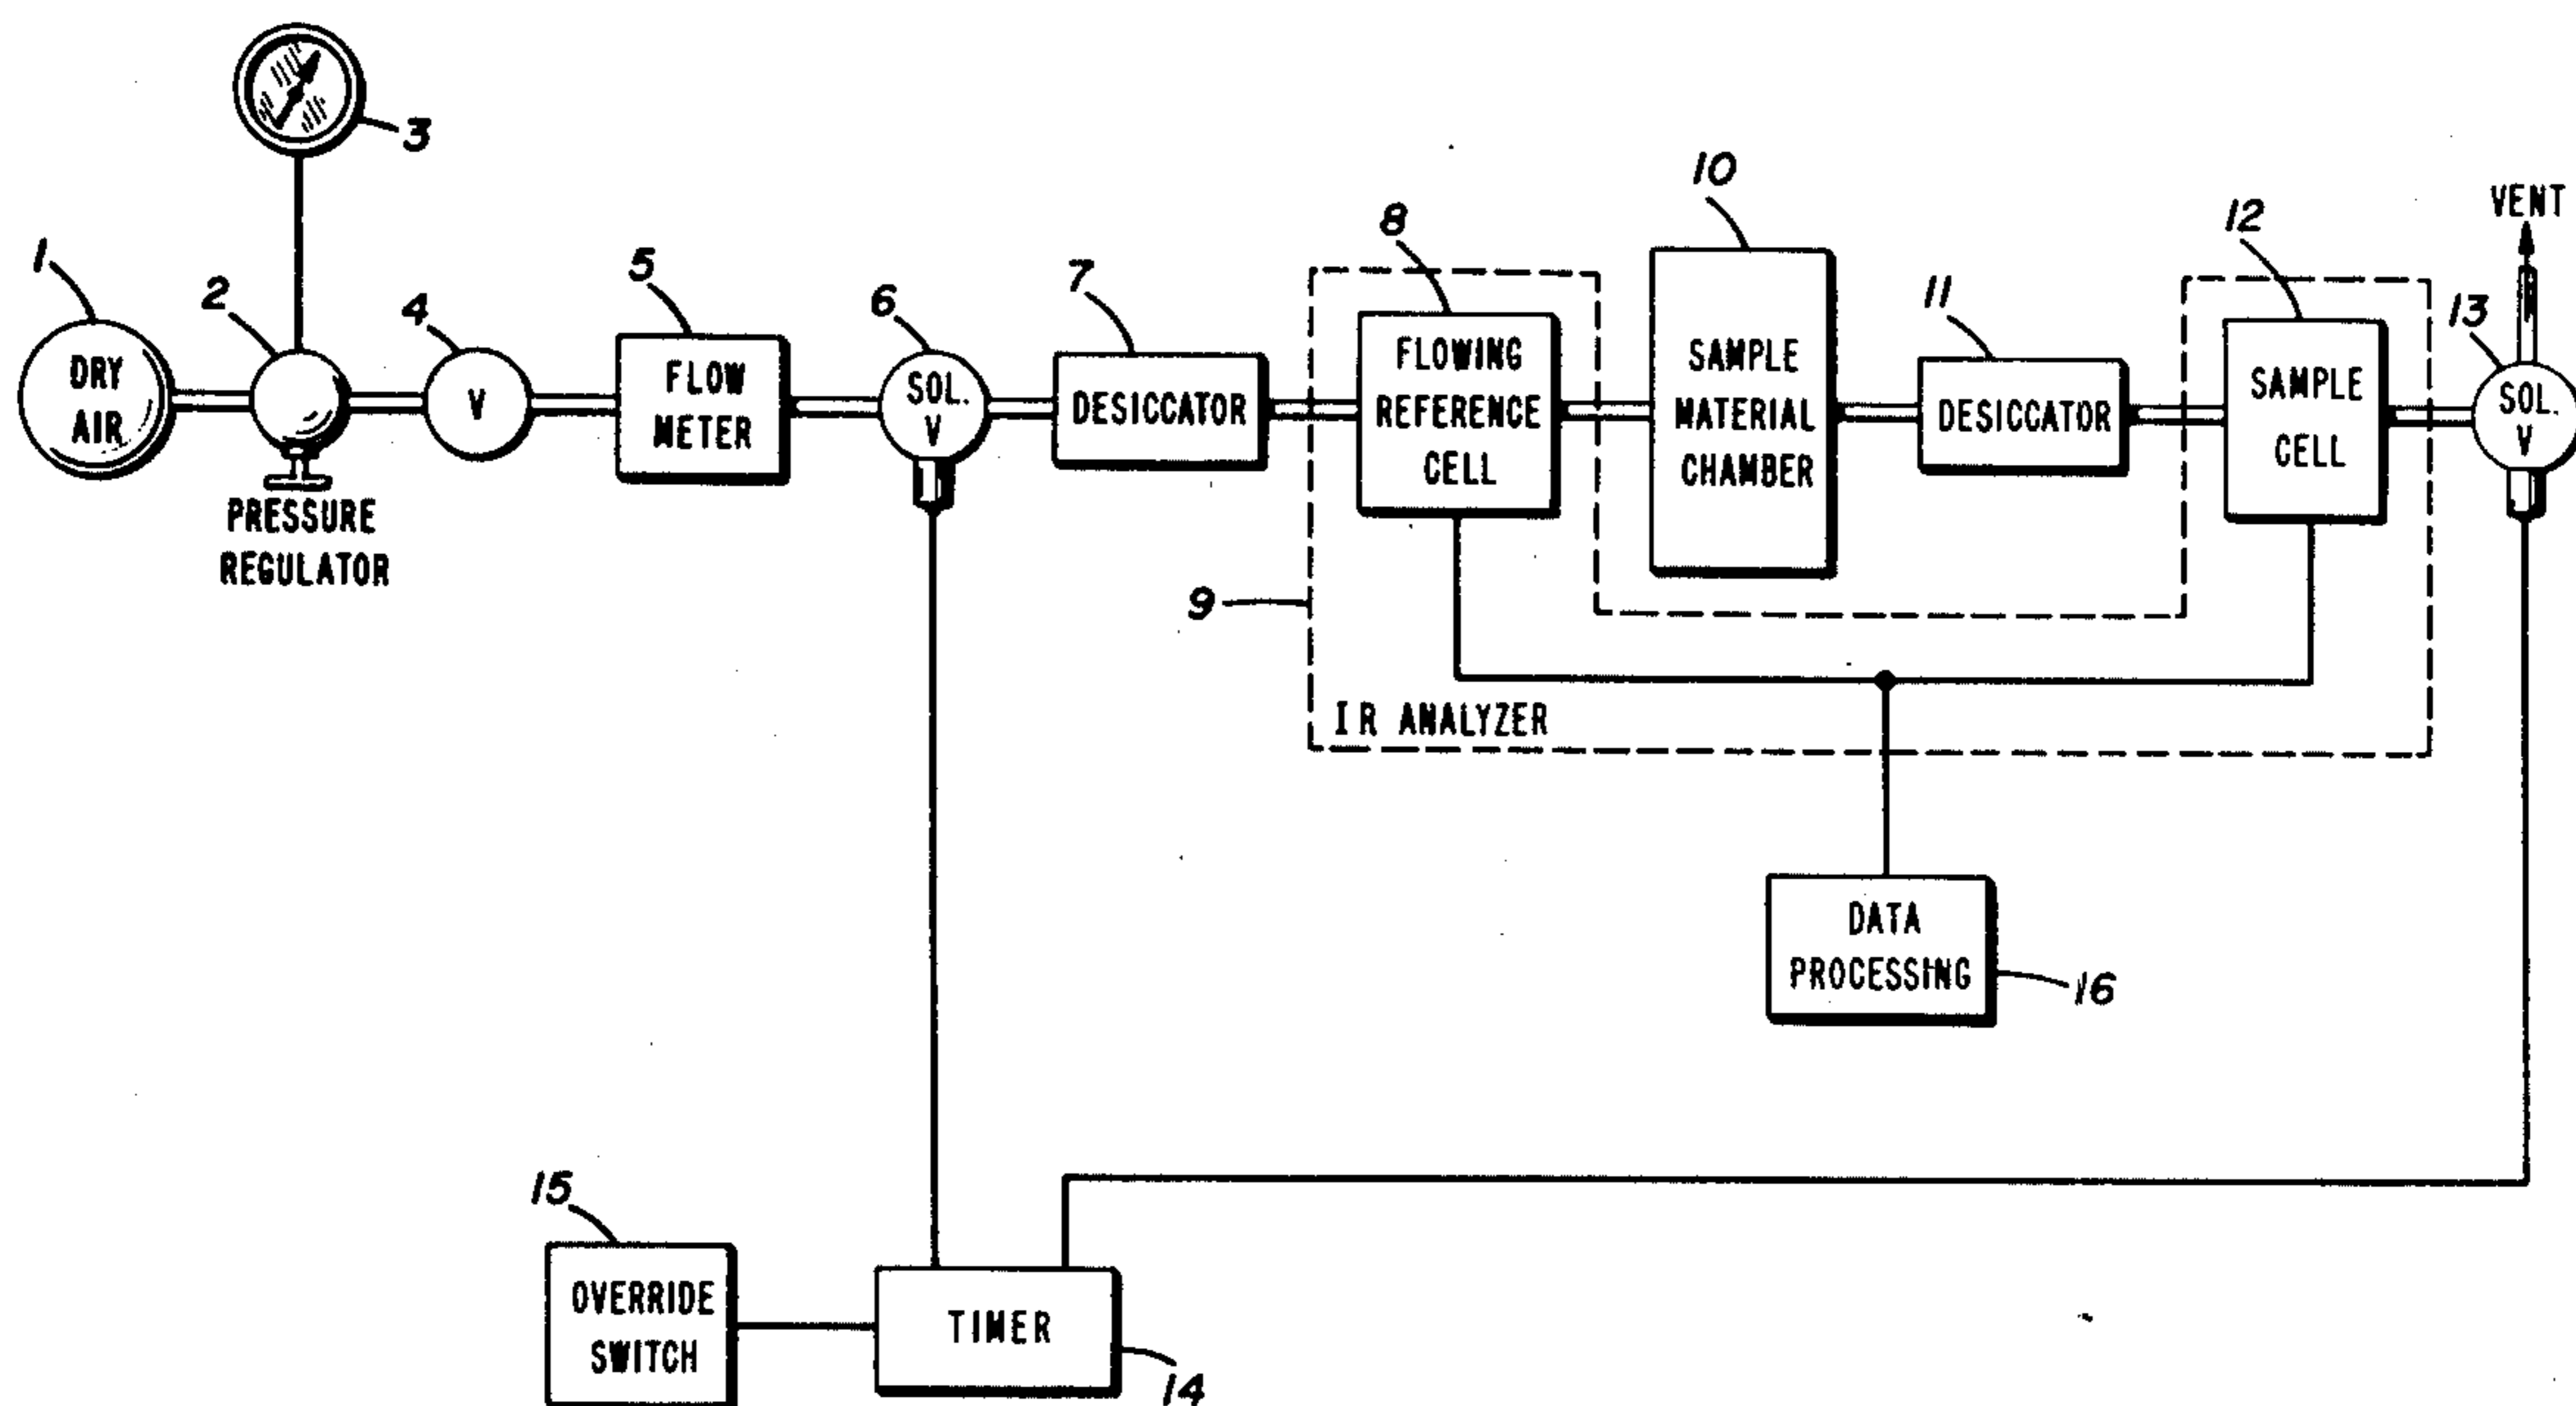 3
10
VENT
8
12
1
5
11
2
7
13
4
6
DRY
AIR
V
FLOW
METER
SOL.
V
DESICCATOR
FLOWING
REFERENCE
CELL
SAMPLE
MATERIAL
CHAMBER
DESICCATOR
SAMPLE
CELL
SOL.
V
PRESSURE
REGULATOR
9
IR ANALYZER
DATA
PROCESSING
16
15
OVERRIDE
SWITCH
TIMER
14